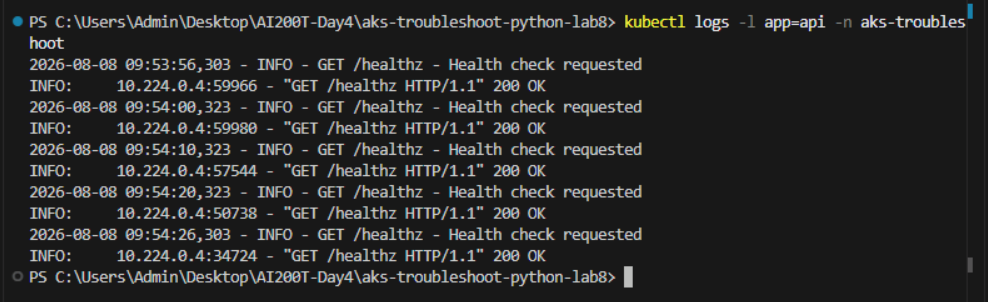 PS C:\Users\Admin\Desktop\AI200T-Day4\aks-troubleshoot-python-lab8> kubectl logs -l app=api -n aks-troubles
hoot
2026-08-08 09:53:56,303 - INFO - GET /healthz - Health check requested
INFO:     10.224.0.4:59966 - "GET /healthz HTTP/1.1" 200 OK
2026-08-08 09:54:00,323 - INFO - GET /healthz - Health check requested
INFO:     10.224.0.4:59980 - "GET /healthz HTTP/1.1" 200 OK
2026-08-08 09:54:10,323 - INFO - GET /healthz - Health check requested
INFO:     10.224.0.4:57544 - "GET /healthz HTTP/1.1" 200 OK
2026-08-08 09:54:20,323 - INFO - GET /healthz - Health check requested
INFO:     10.224.0.4:50738 - "GET /healthz HTTP/1.1" 200 OK
2026-08-08 09:54:26,303 - INFO - GET /healthz - Health check requested
INFO:     10.224.0.4:34724 - "GET /healthz HTTP/1.1" 200 OK
PS C:\Users\Admin\Desktop\AI200T-Day4\aks-troubleshoot-python-lab8>